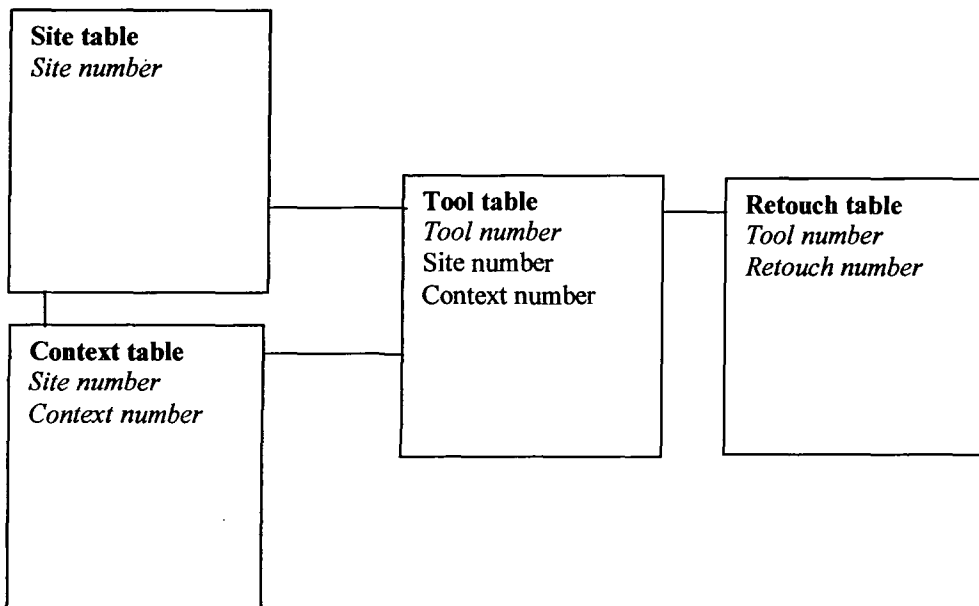 Site table
Site number
Context table
Site number
Context number
Tool table
Tool number
Site number
Context number
Retouch table
Tool number
Retouch number